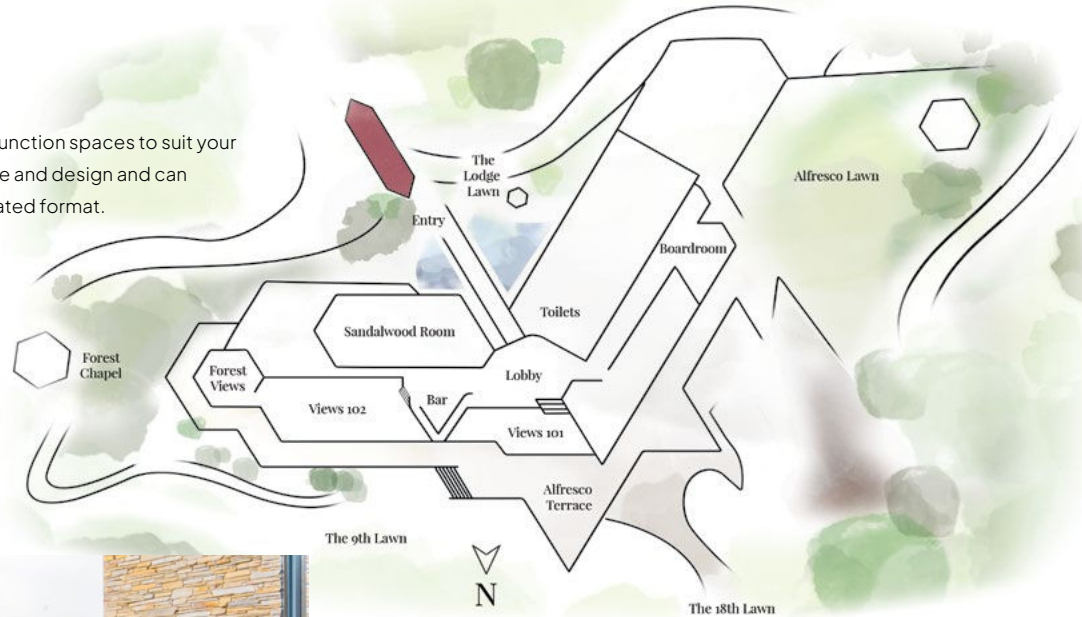 unction spaces to suit your
e and design and can
ated format.
The
Lodge
Lawn
Alfresco Lawn
Entry
Boardroom
Toilets
Sandalwood Room
Forest
Chapel
Forest
Views
Lobby
Bar
Views 102
Views 101
Alfresco
Terrace
The 9th Lawn
N
The 18th Lawn